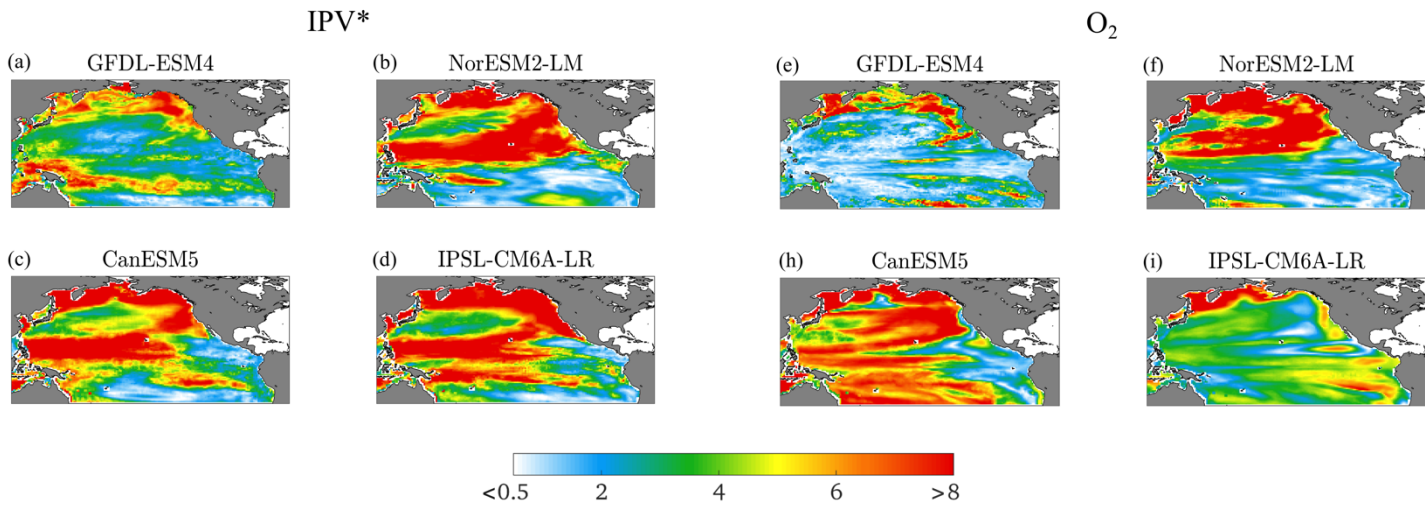 IPV* O₂
(a) GFDL-ESM4 (b) NorESM2-LM (e) GFDL-ESM4 (f) NorESM2-LM
(c) CanESM5 (d) IPSL-CM6A-LR (h) CanESM5 (i) IPSL-CM6A-LR
<0.5 2 4 6 >8